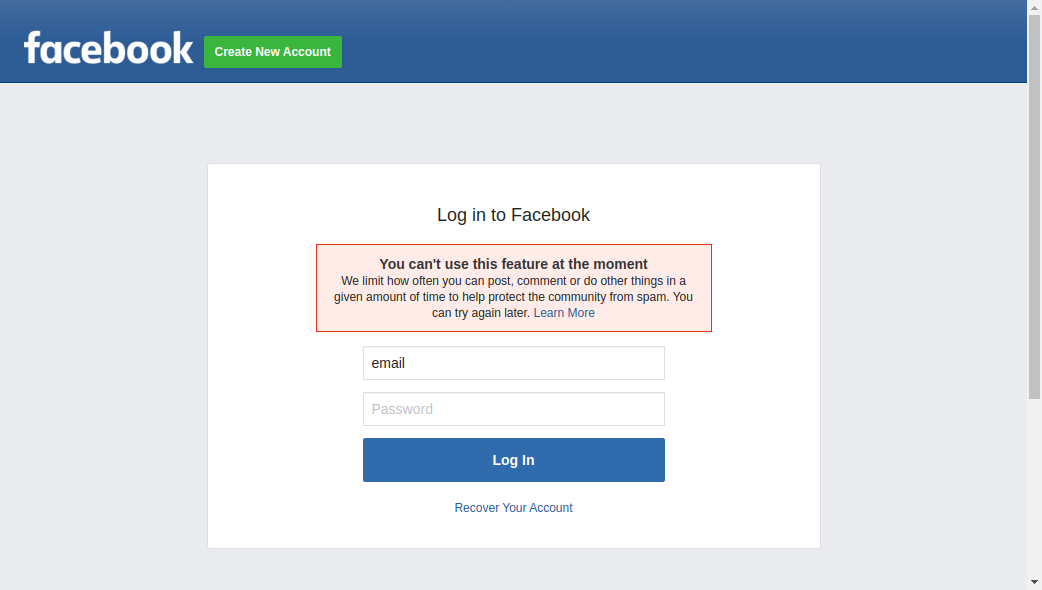 facebook
Create New Account
Log in to Facebook
You can't use this feature at the moment
We limit how often you can post, comment or do other things in a
given amount of time to help protect the community from spam. You
can try again later. Learn More
email
Password
Log In
Recover Your Account